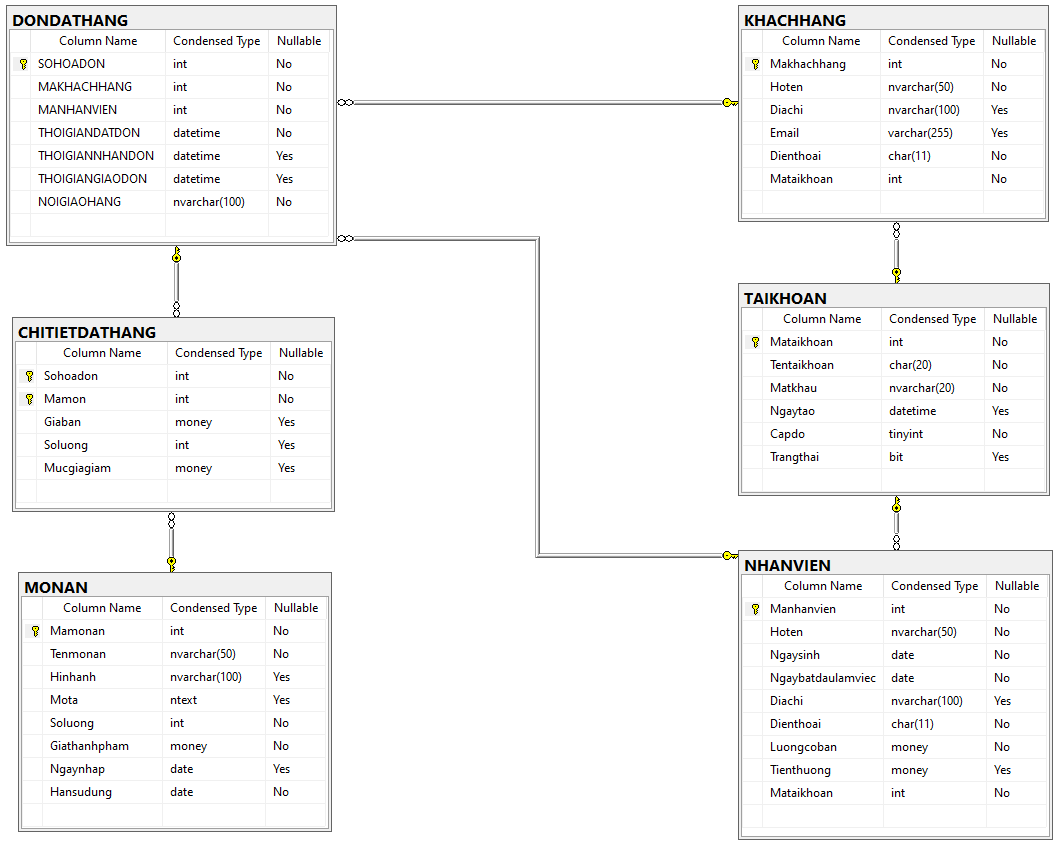 DONDATHANG
Column Name Condensed Type Nullable
SOHOADON int No
MAKHACHHANG int No
MANHANVIEN int No
THOIGIANDATDON datetime No
THOIGIANNHANDON datetime Yes
THOIGIANGIAODON datetime Yes
NOIGIAOHANG nvarchar(100) No
KHACHHANG
Column Name Condensed Type Nullable
Makhachhang int No
Hoten nvarchar(50) No
Diachi nvarchar(100) Yes
Email varchar(255) Yes
Dienthoai char(11) No
Mataikhoan int No
CHITIETDATHANG
Column Name Condensed Type Nullable
Sohoadon int No
Mamon int No
Giaban money Yes
Soluong int Yes
Mucgiagiam money Yes
TAIKHOAN
Column Name Condensed Type Nullable
Mataikhoan int No
Tentaikhoan char(20) No
Matkhau nvarchar(20) No
Ngaytao datetime Yes
Capdo tinyint No
Trangthai bit Yes
MONAN
Column Name Condensed Type Nullable
Mamonan int No
Tenmonan nvarchar(50) No
Hinhanh nvarchar(100) Yes
Mota ntext Yes
Soluong int No
Giathanhpham money No
Ngaynhap date Yes
Hansudung date No
NHANVIEN
Column Name Condensed Type Nullable
Manhanvien int No
Hoten nvarchar(50) No
Ngaysinh date No
Ngaybatdaulamviec date No
Diachi nvarchar(100) Yes
Dienthoai char(11) No
Luongcoban money No
Tienthuong money Yes
Mataikhoan int No